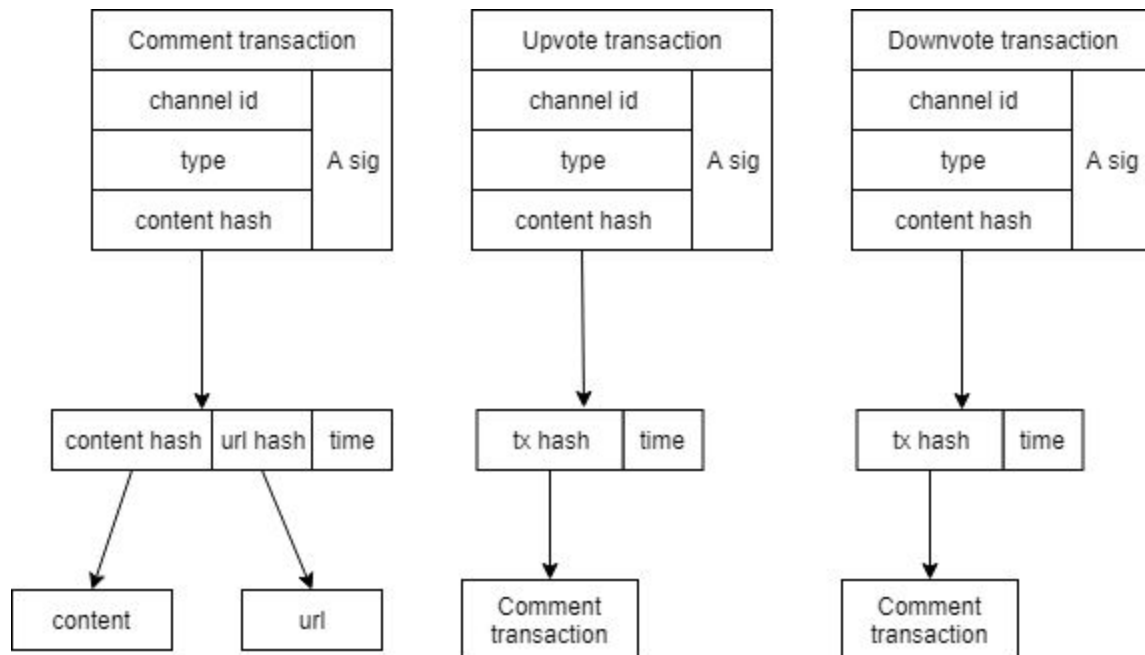 Comment transaction
channel id
type
A sig
content hash
content hash
url hash
time
content
url
Upvote transaction
channel id
type
A sig
content hash
tx hash
time
Comment
transaction
Downvote transaction
channel id
type
A sig
content hash
tx hash
time
Comment
transaction